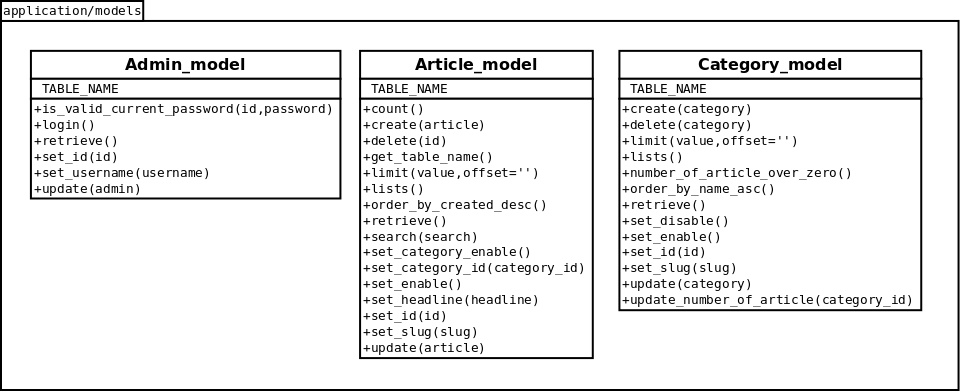 application/models
Admin_model
TABLE_NAME
+is_valid_current_password(id,password)
+login()
+retrieve()
+set_id(id)
+set_username(username)
+update(admin)
Article_model
TABLE_NAME
+count()
+create(article)
+delete(id)
+get_table_name()
+limit(value,offset='')
+lists()
+order_by_created_desc()
+retrieve()
+search(search)
+set_category_enable()
+set_category_id(category_id)
+set_enable()
+set_headline(headline)
+set_id(id)
+set_slug(slug)
+update(article)
Category_model
TABLE_NAME
+create(category)
+delete(category)
+limit(value,offset='')
+lists()
+number_of_article_over_zero()
+order_by_name_asc()
+retrieve()
+set_disable()
+set_enable()
+set_id(id)
+set_slug(slug)
+update(category)
+update_number_of_article(category_id)